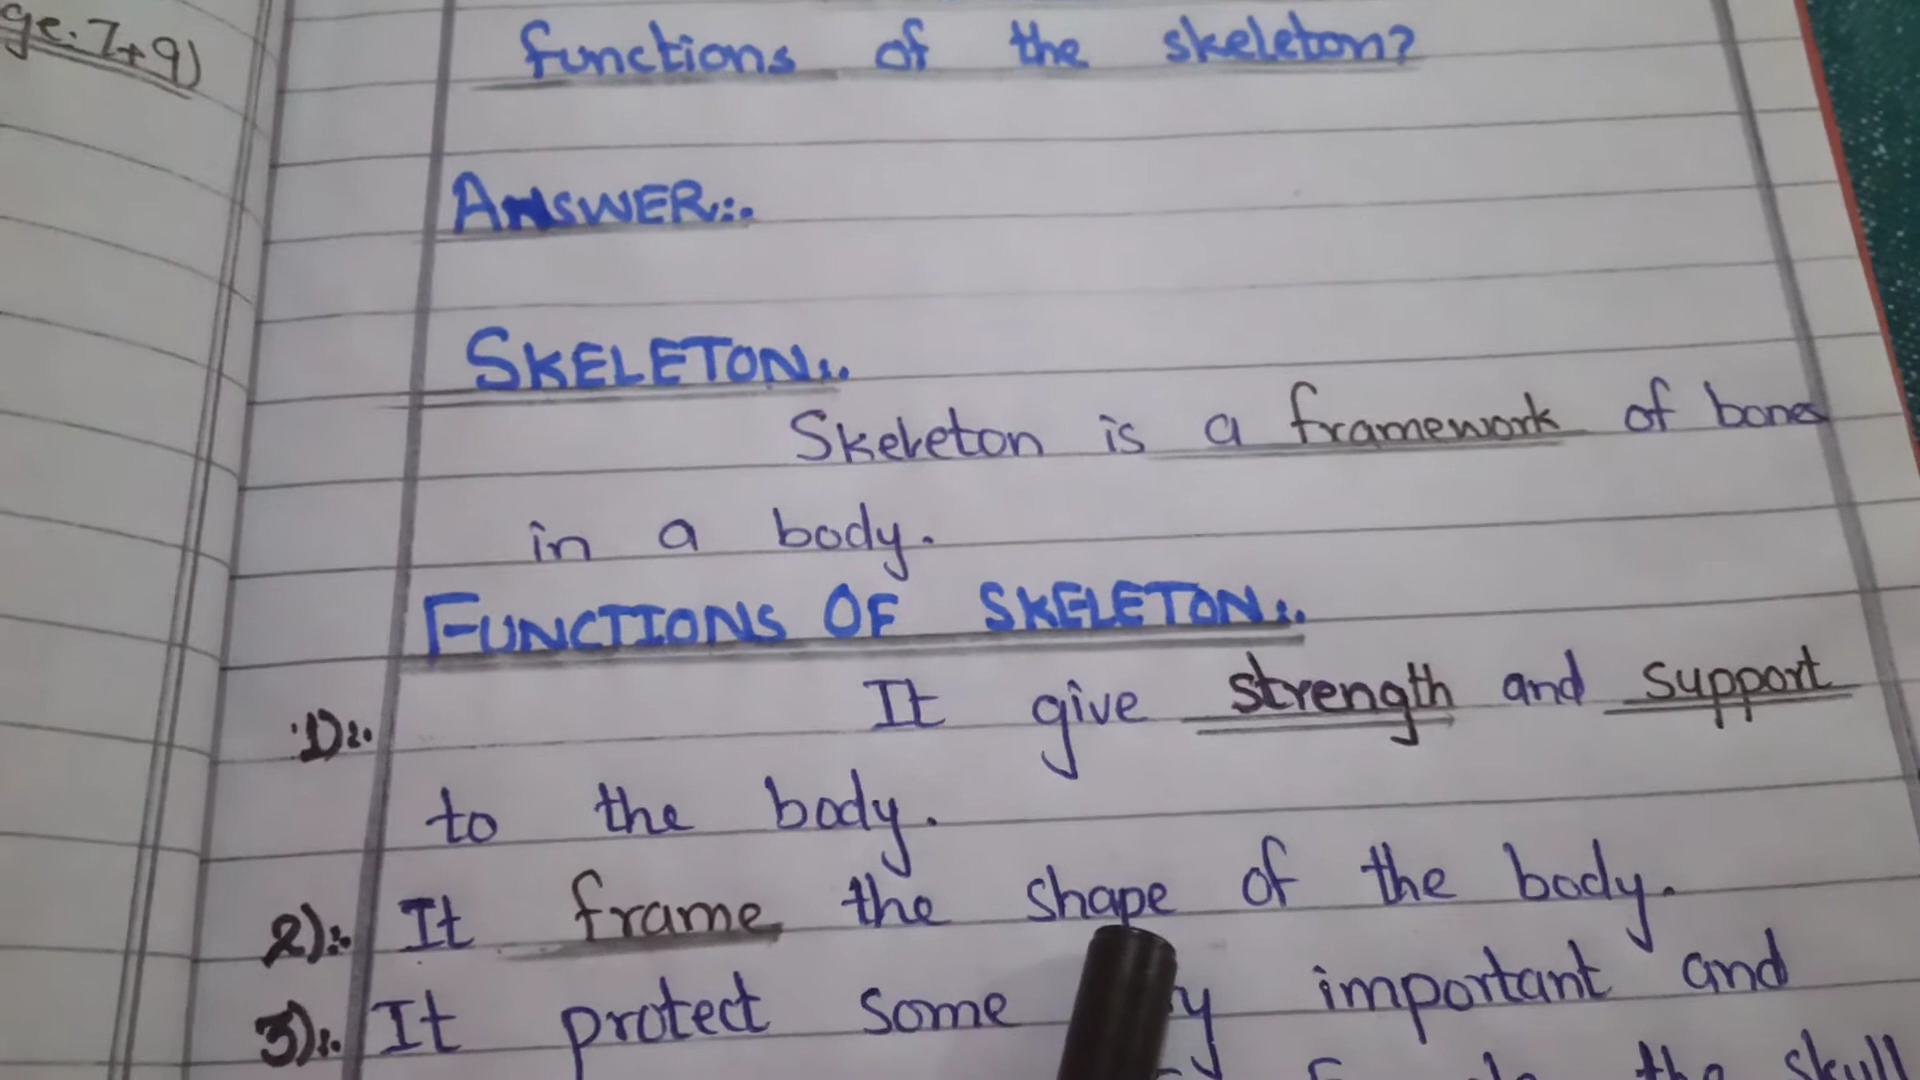 ge. 7+9)
functions of the skeleton?
ANSWER:.
SKELETON:.
Skeleton is a framework of bones
in a body.
FUNCTIONS OF SKELETON:.
1):. It give strength and support
to the body.
2):. It frame the shape of the body.
3):. It protect some important and
the skull